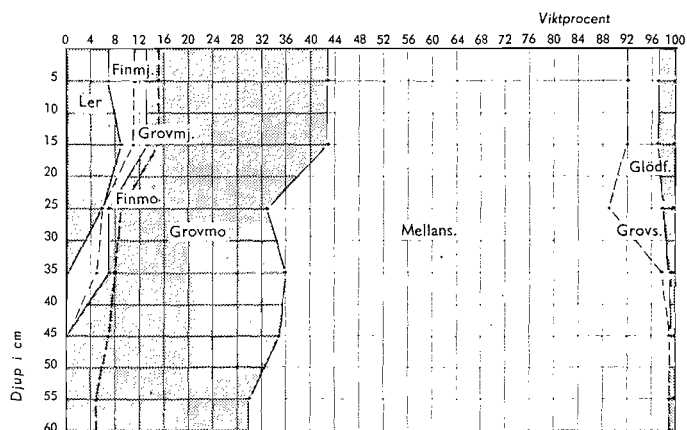 Viktprocent
0 4 8 12 16 20 24 28 32 36 40 44 48 52 56 60 64 68 72 76 80 84 88 92 96 100
5
Finmj.
Ler
10
Grovmj.
15
Glödf.
20
Finmo
25
Grovmo Mellans. Grovs.
30
35
40
45
50
55
60
Djup i cm